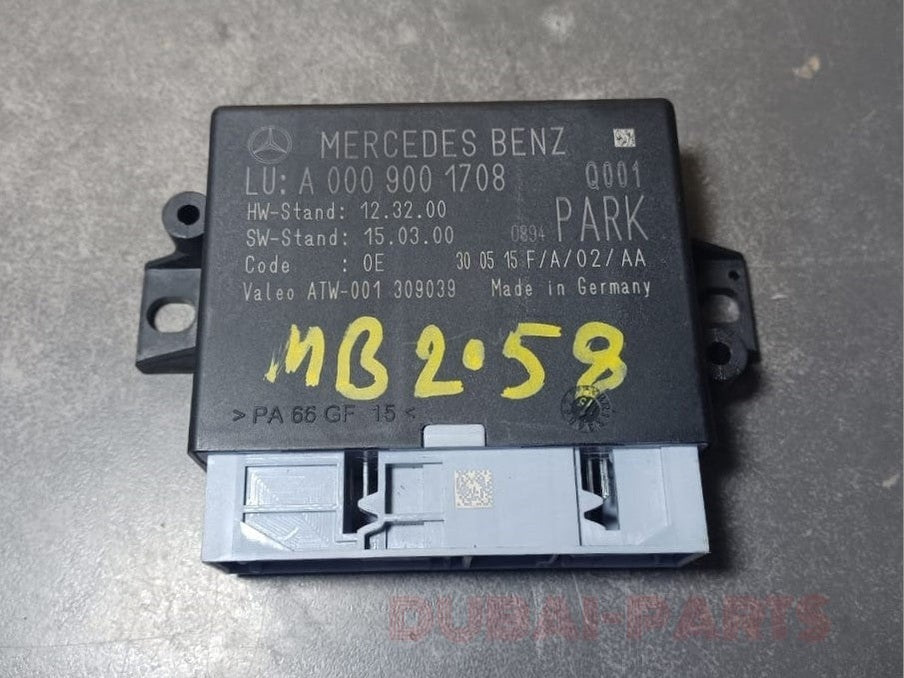 MERCEDES BENZ
LU: A 000 900 1708 Q001
HW-Stand: 12.32.00 PARK
SW-Stand: 15.03.00 0894
Code : 0E 30 05 15 F/A/02/AA
Valeo ATW-001 309039 Made in Germany
MB 2.58
>PA 66 GF 15<
DUBAI-PARTS